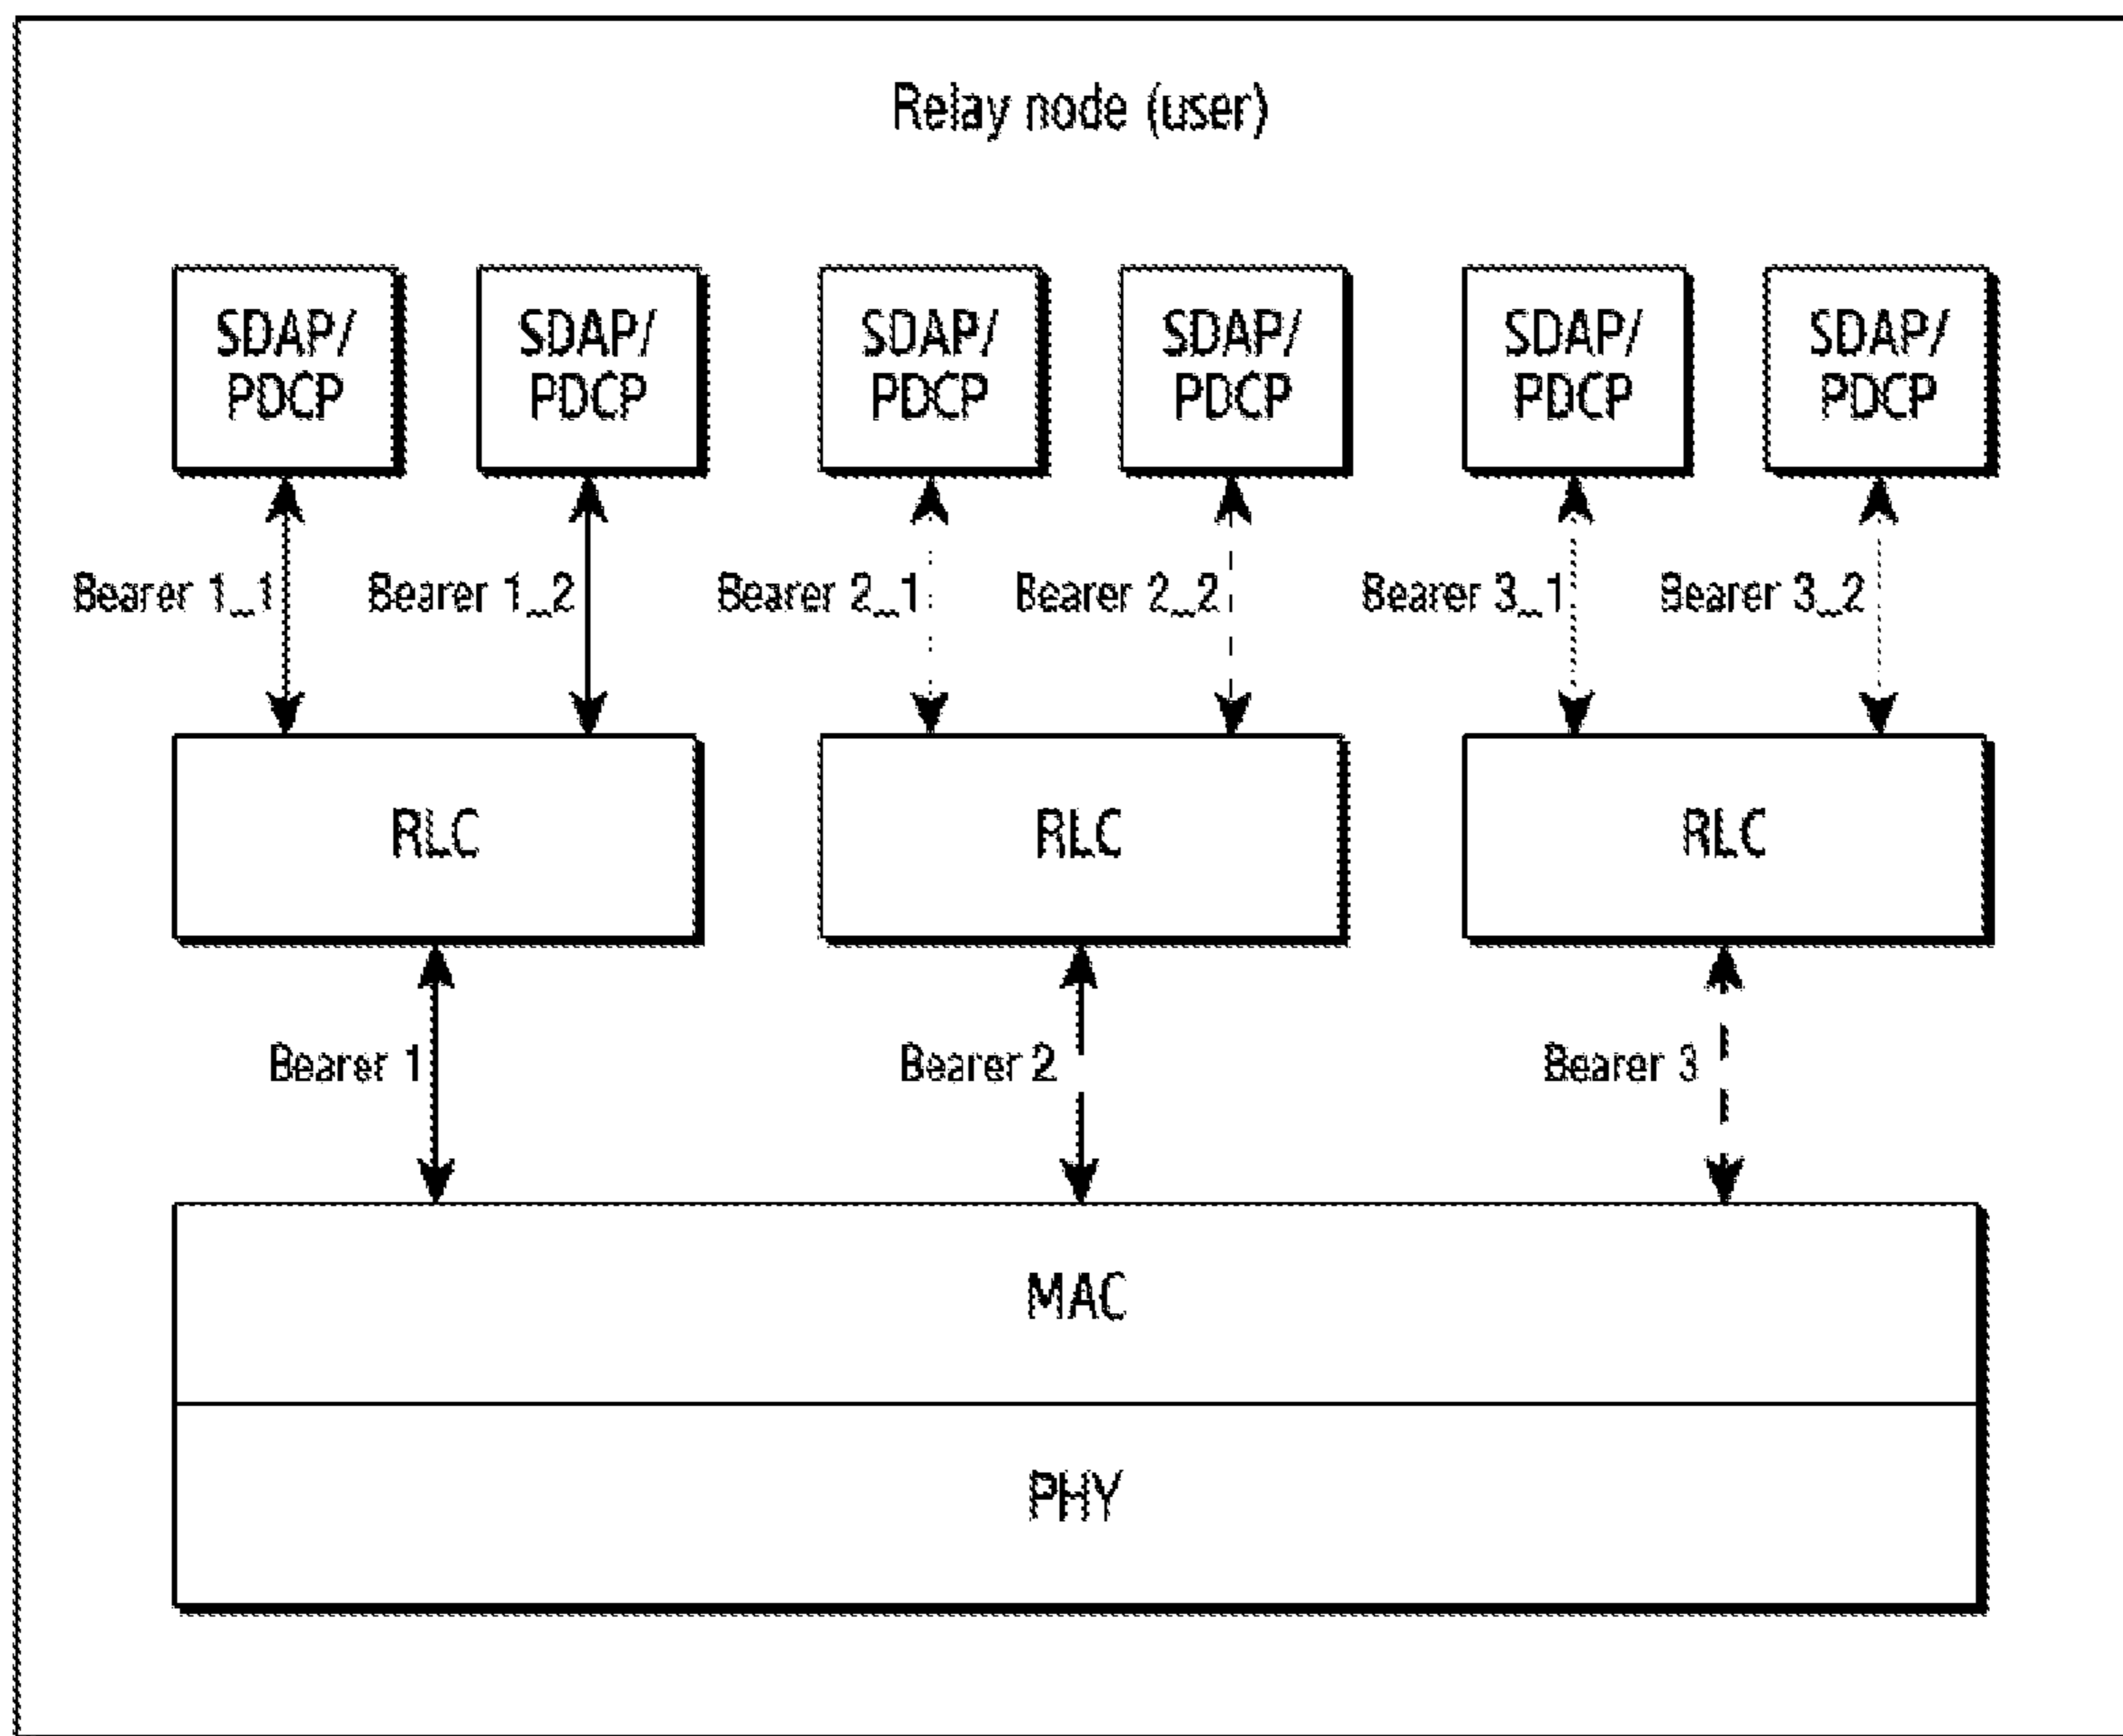 Relay node (user)
SDAP/
PDCP
SDAP/
PDCP
SDAP/
PDCP
SDAP/
PDCP
SDAP/
PDCP
SDAP/
PDCP
Bearer 1_1
Bearer 1_2
Bearer 2_1
Bearer 2_2
Bearer 3_1
Bearer 3_2
RLC
RLC
RLC
Bearer 1
Bearer 2
Bearer 3
MAC
PHY